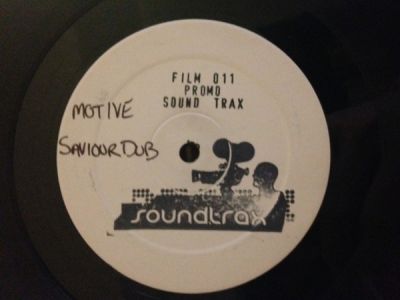 FILM 011
PROMO
SOUND TRAX
MOTIVE
SAVIOUR DUB
soundtrax